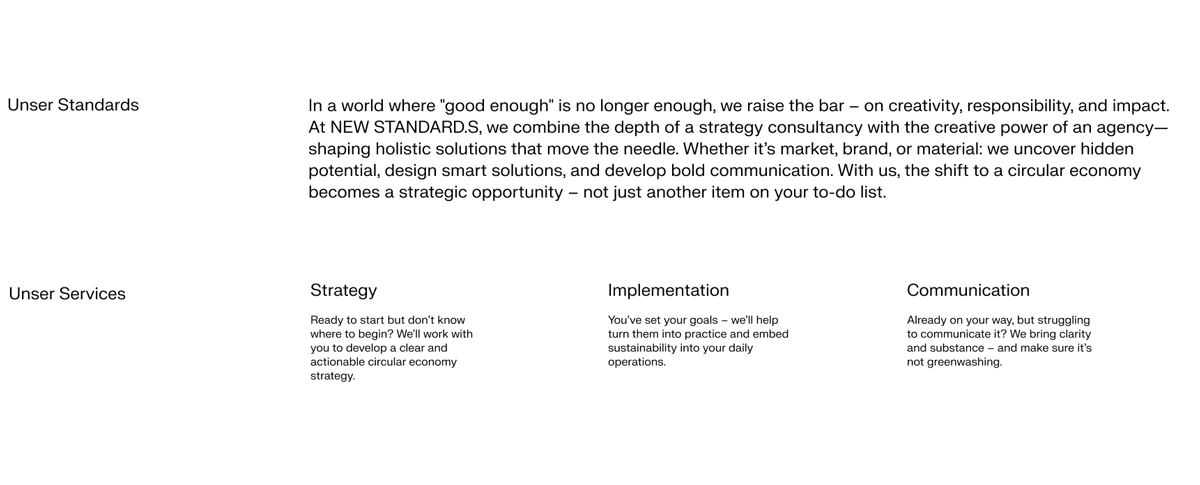 Unser Standards
In a world where "good enough" is no longer enough, we raise the bar – on creativity, responsibility, and impact.
At NEW STANDARD.S, we combine the depth of a strategy consultancy with the creative power of an agency—
shaping holistic solutions that move the needle. Whether it’s market, brand, or material: we uncover hidden
potential, design smart solutions, and develop bold communication. With us, the shift to a circular economy
becomes a strategic opportunity – not just another item on your to-do list.
Unser Services
Strategy
Ready to start but don’t know
where to begin? We’ll work with
you to develop a clear and
actionable circular economy
strategy.
Implementation
You’ve set your goals – we’ll help
turn them into practice and embed
sustainability into your daily
operations.
Communication
Already on your way, but struggling
to communicate it? We bring clarity
and substance – and make sure it’s
not greenwashing.